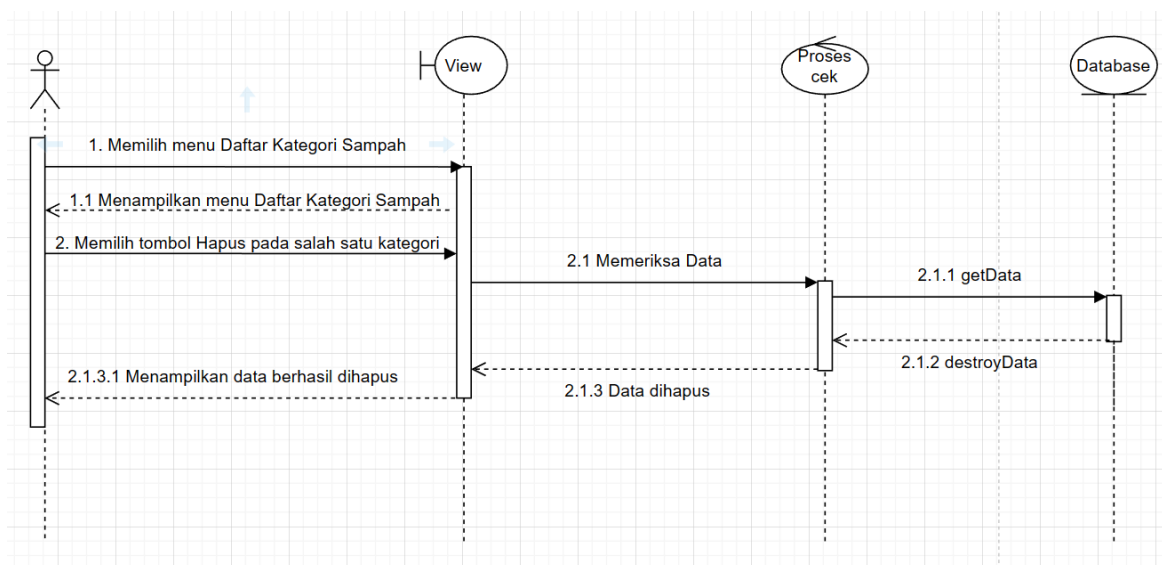 View
Proses
cek
Database
1. Memilih menu Daftar Kategori Sampah
1.1 Menampilkan menu Daftar Kategori Sampah
2. Memilih tombol Hapus pada salah satu kategori
2.1 Memeriksa Data
2.1.1 getData
2.1.2 destroyData
2.1.3 Data dihapus
2.1.3.1 Menampilkan data berhasil dihapus